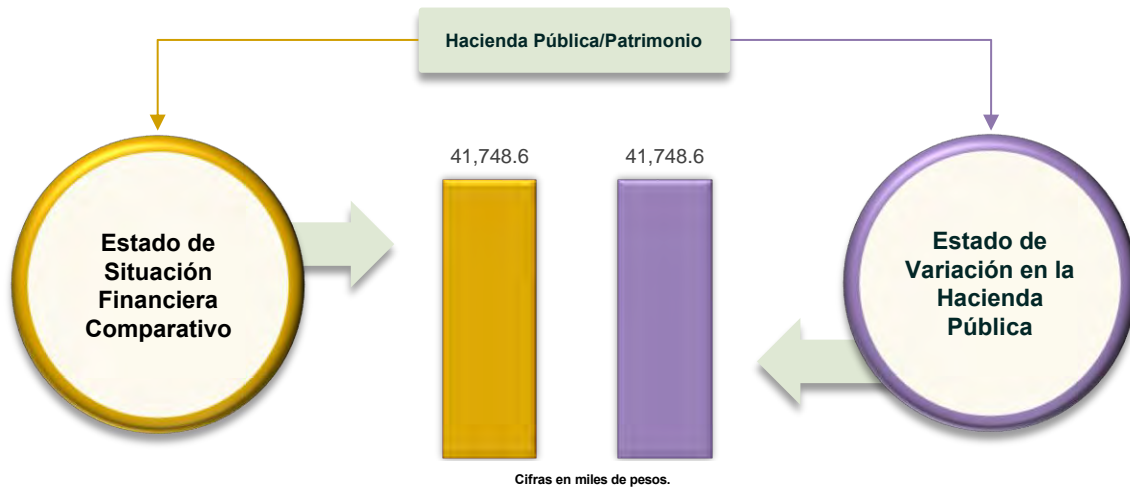 Hacienda Pública/Patrimonio
41,748.6
41,748.6
Estado de
Situación
Financiera
Comparativo
Estado de
Variación en la
Hacienda
Pública
Cifras en miles de pesos.